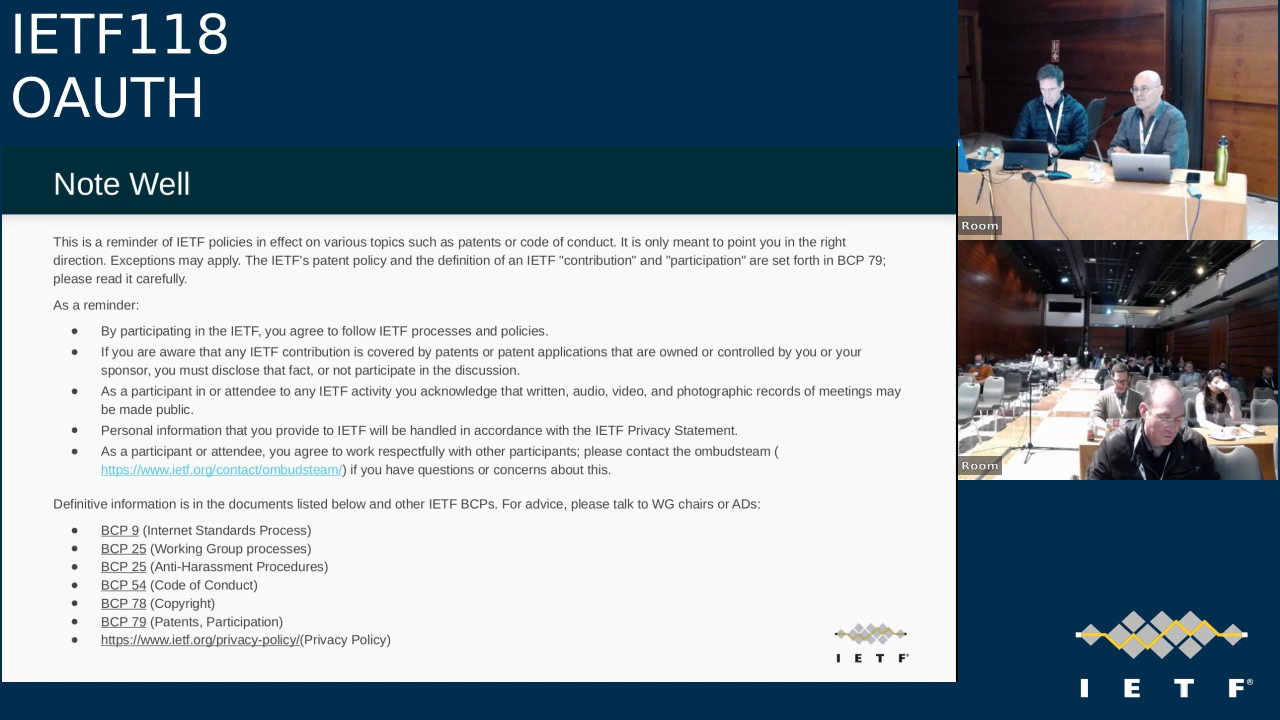 IETF118
OAUTH
Note Well
This is a reminder of IETF policies in effect on various topics such as patents or code of conduct. It is only meant to point you in the right
direction. Exceptions may apply. The IETF's patent policy and the definition of an IETF "contribution" and "participation" are set forth in BCP 79;
please read it carefully.
As a reminder:
● By participating in the IETF, you agree to follow IETF processes and policies.
● If you are aware that any IETF contribution is covered by patents or patent applications that are owned or controlled by you or your
sponsor, you must disclose that fact, or not participate in the discussion.
● As a participant in or attendee to any IETF activity you acknowledge that written, audio, video, and photographic records of meetings may
be made public.
● Personal information that you provide to IETF will be handled in accordance with the IETF Privacy Statement.
● As a participant or attendee, you agree to work respectfully with other participants; please contact the ombudsteam (
https://www.ietf.org/contact/ombudsteam/) if you have questions or concerns about this.
Definitive information is in the documents listed below and other IETF BCPs. For advice, please talk to WG chairs or ADs:
● BCP 9 (Internet Standards Process)
● BCP 25 (Working Group processes)
● BCP 25 (Anti-Harassment Procedures)
● BCP 54 (Code of Conduct)
● BCP 78 (Copyright)
● BCP 79 (Patents, Participation)
● https://www.ietf.org/privacy-policy/(Privacy Policy)
I E T F®
Room
Room
I E T F®